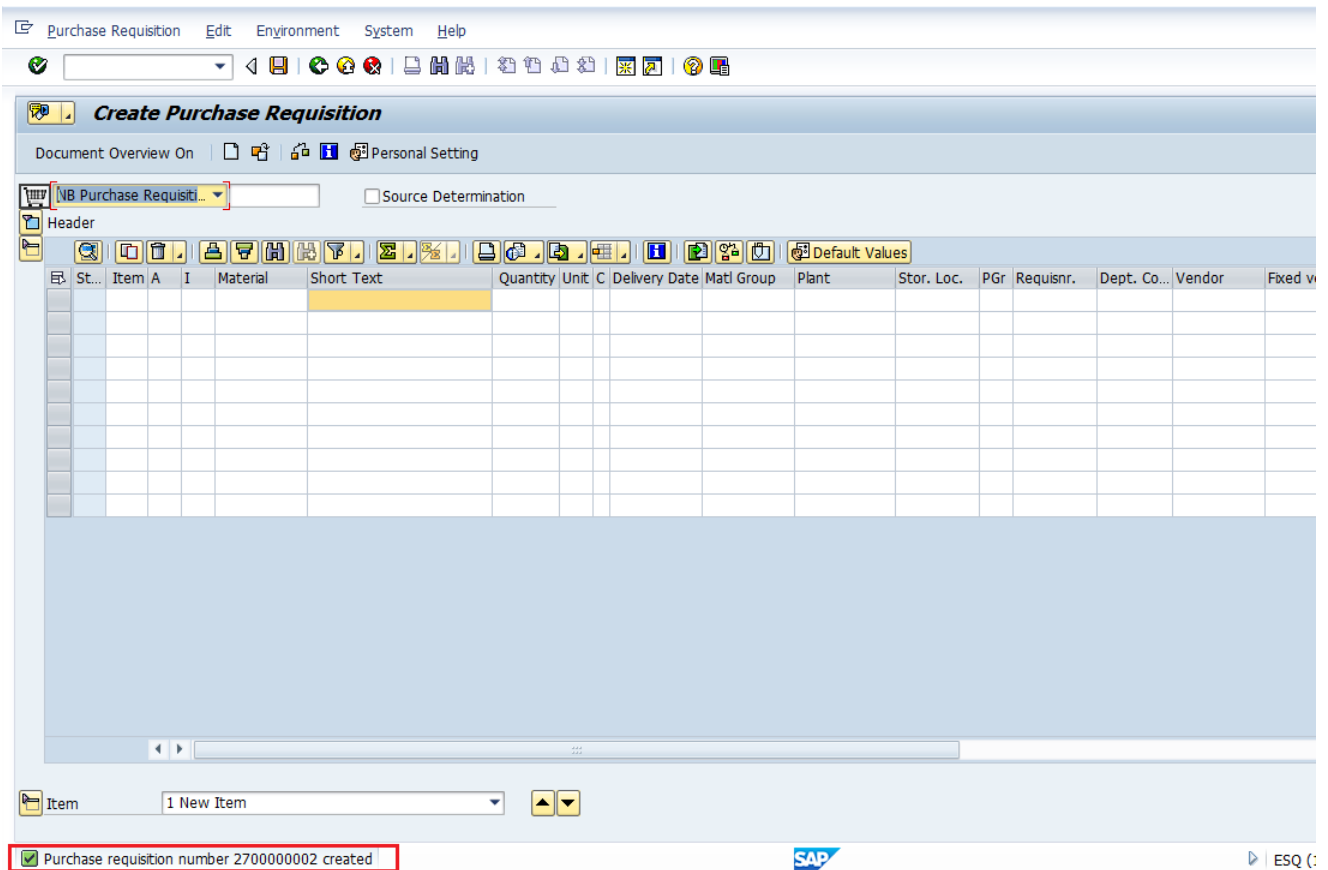 Purchase Requisition Edit Environment System Help
Create Purchase Requisition
Document Overview On Personal Setting
NB Purchase Requisiti... Source Determination
Header
Default Values
St... Item A I Material Short Text Quantity Unit C Delivery Date Matl Group Plant Stor. Loc. PGr Requisnr. Dept. Co... Vendor Fixed
Item 1 New Item
Purchase requisition number 2700000002 created SAP ESQ